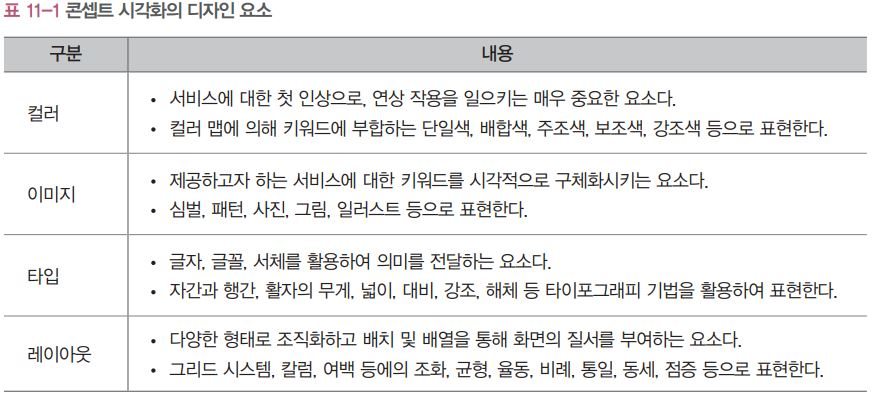 표 11-1 콘셉트 시각화의 디자인 요소
구분 내용
컬러
• 서비스에 대한 첫 인상으로, 연상 작용을 일으키는 매우 중요한 요소다.
• 컬러 맵에 의해 키워드에 부합하는 단일색, 배합색, 주조색, 보조색, 강조색 등으로 표현한다.
이미지
• 제공하고자 하는 서비스에 대한 키워드를 시각적으로 구체화시키는 요소다.
• 심벌, 패턴, 사진, 그림, 일러스트 등으로 표현한다.
타입
• 글자, 글꼴, 서체를 활용하여 의미를 전달하는 요소다.
• 자간과 행간, 활자의 무게, 넓이, 대비, 강조, 해체 등 타이포그래피 기법을 활용하여 표현한다.
레이아웃
• 다양한 형태로 조직화하고 배치 및 배열을 통해 화면의 질서를 부여하는 요소다.
• 그리드 시스템, 칼럼, 여백 등에의 조화, 균형, 율동, 비례, 통일, 동세, 점증 등으로 표현한다.